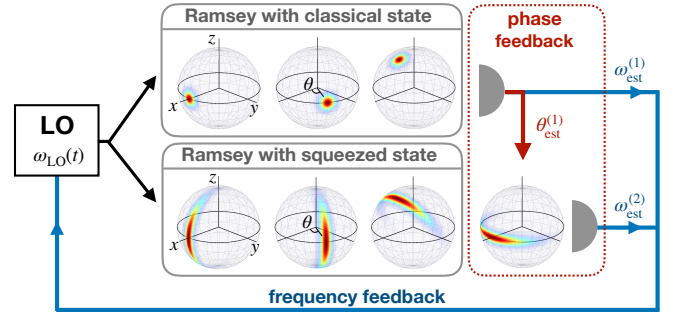 Ramsey with classical state
z
x
y
θ
phase
feedback
ω_est^(1)
θ_est^(1)
LO
ω_LO(t)
Ramsey with squeezed state
z
x
y
θ
ω_est^(2)
frequency feedback